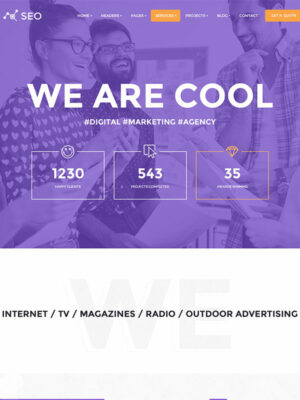 SEO
HOME
HEADERS
PAGES
SERVICES
PROJECTS
BLOG
CONTACT
GET A QUOTE
WE ARE COOL
#DIGITAL #MARKETING #AGENCY
1230
HAPPY CLIENTS
543
PROJECTS COMPLETED
35
AWARDS WINNING
WE
INTERNET / TV / MAGAZINES / RADIO / OUTDOOR ADVERTISING